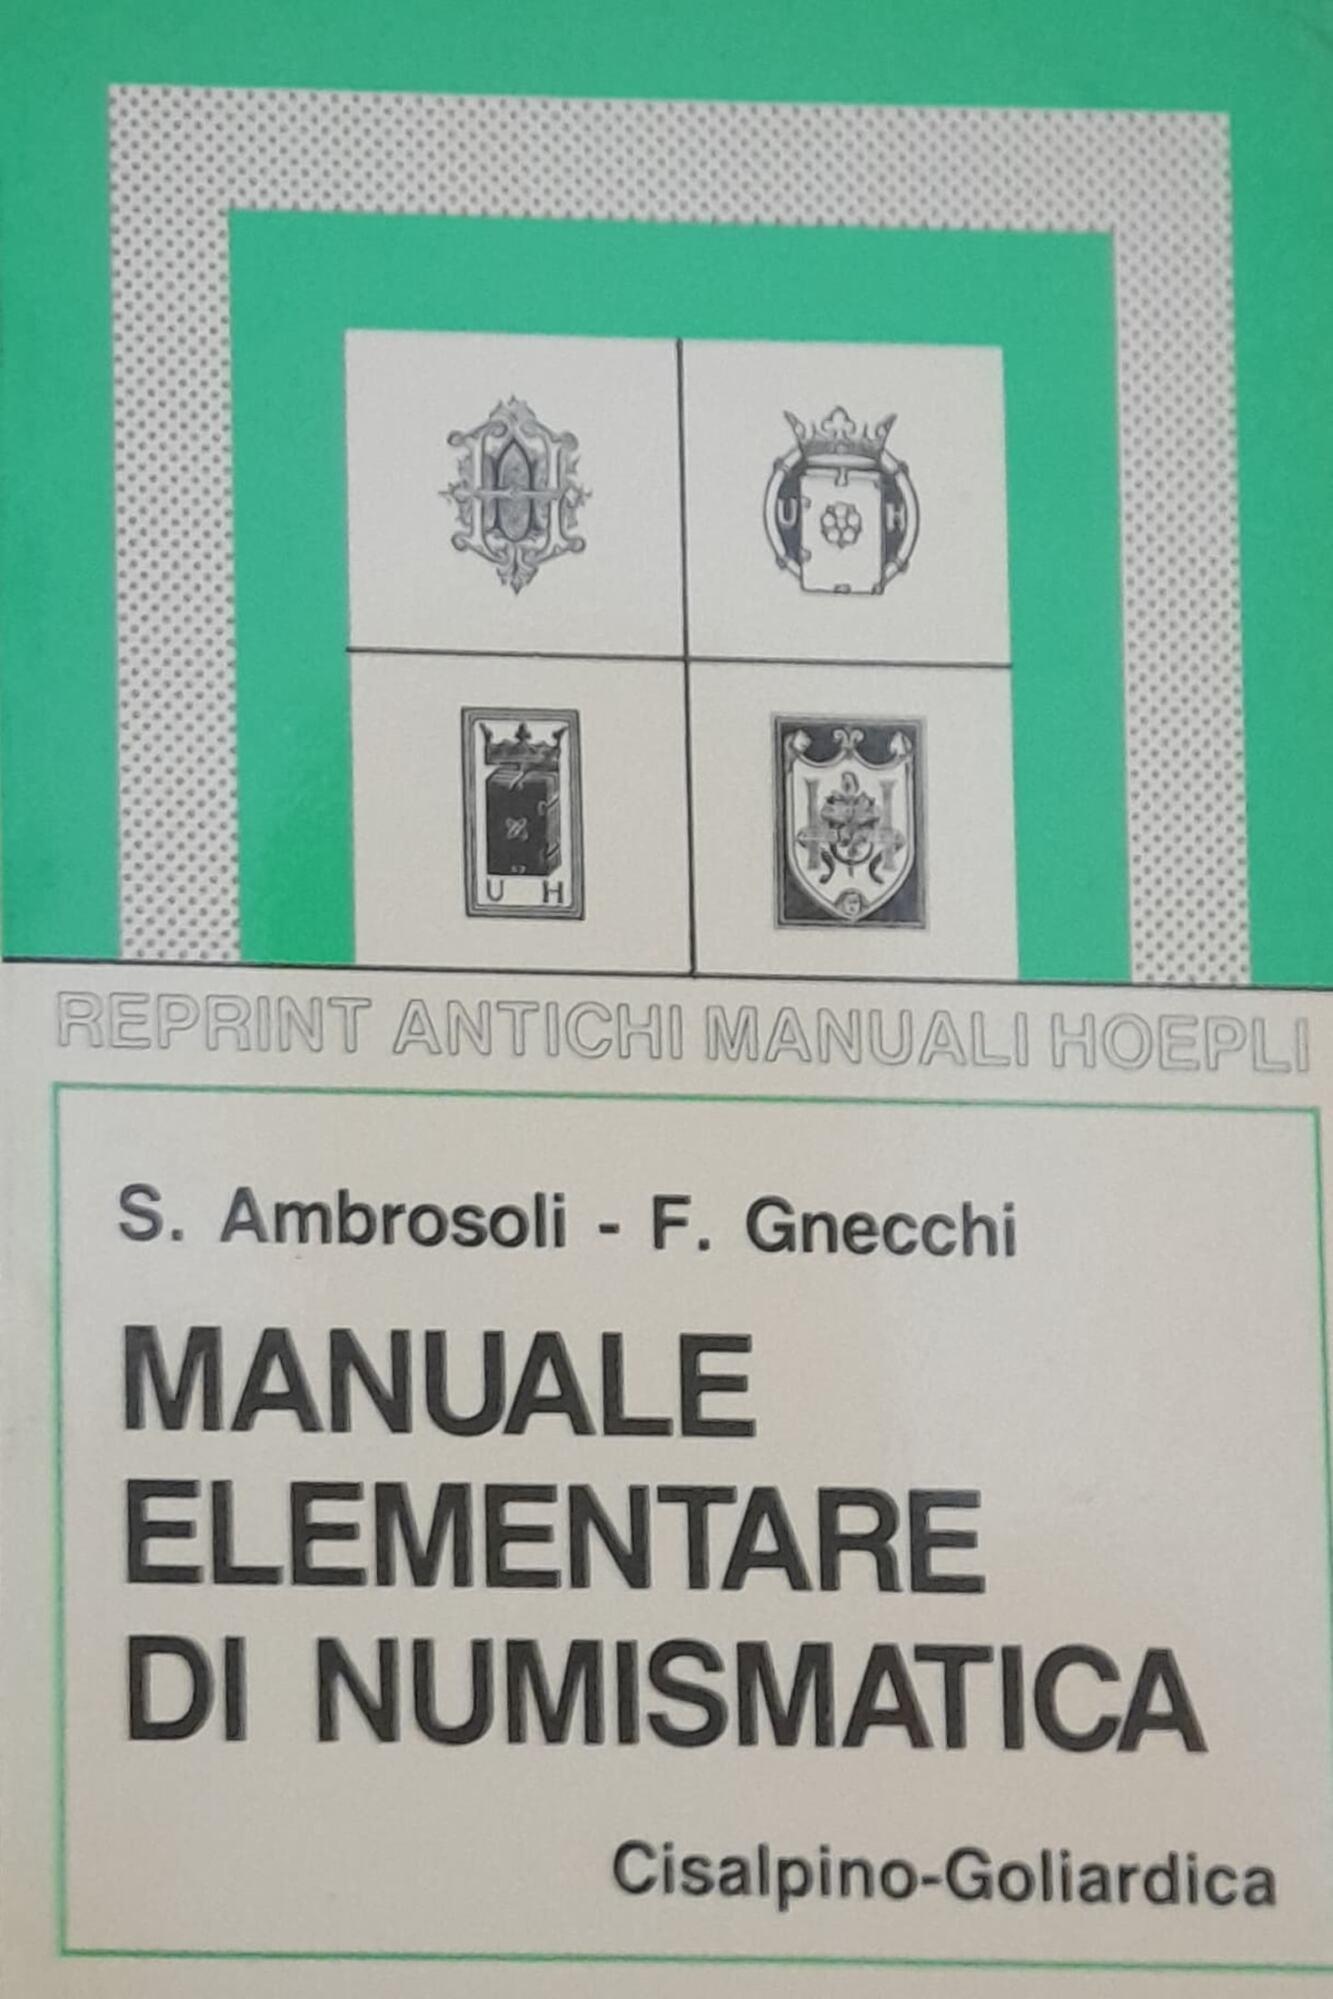 U H
U H
REPRINT ANTICHI MANUALI HOEPLI
S. Ambrosoli - F. Gnecchi
MANUALE
ELEMENTARE
DI NUMISMATICA
Cisalpino-Goliardica